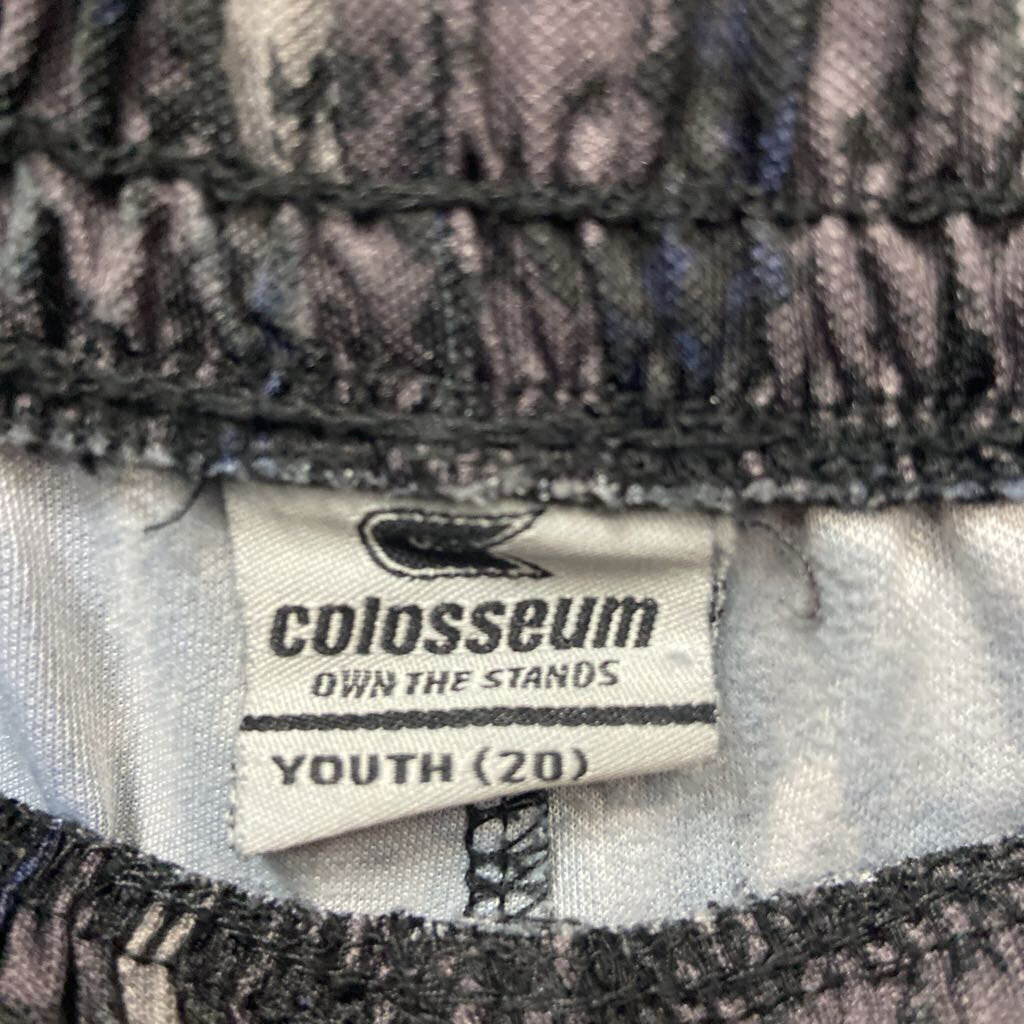 colosseum
OWN THE STANDS
YOUTH (20)